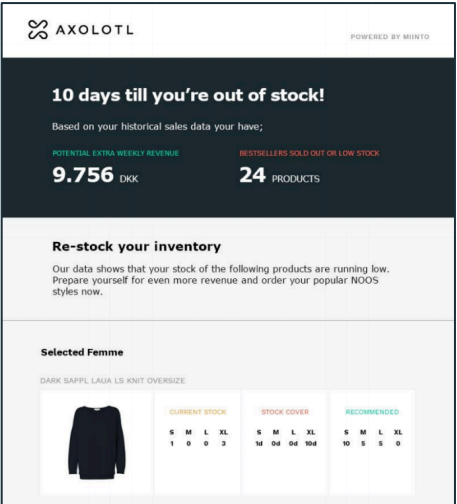 AXOLOTL
POWERED BY MIINTO
10 days till you're out of stock!
Based on your historical sales data your have;
POTENTIAL EXTRA WEEKLY REVENUE
9.756 DKK
BESTSELLERS SOLD OUT OR LOW STOCK
24 PRODUCTS
Re-stock your inventory
Our data shows that your stock of the following products are running low.
Prepare yourself for even more revenue and order your popular NOOS
styles now.
Selected Femme
DARK SAPPL LAUA LS KNIT OVERSIZE
CURRENT STOCK
S M L XL
1 0 0 3
STOCK COVER
S M L XL
1d 0d 0d 10d
RECOMMENDED
S M L XL
10 5 5 0